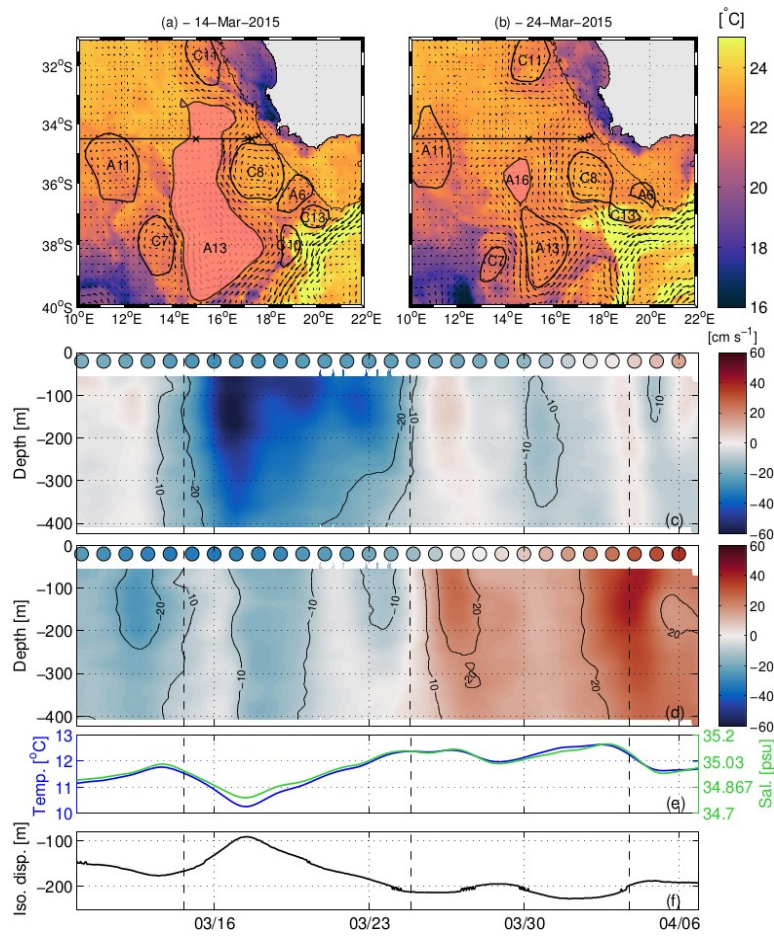 (a) – 14–Mar–2015
(b) – 24–Mar–2015
[°C]
32°S
34°S
36°S
38°S
40°S
C11
A11
C8
A6
C13
C7
A13
C10
10°E 12°E 14°E 16°E 18°E 20°E 22°E
C11
A11
A16
C8
A6
C13
C7
A13
10°E 12°E 14°E 16°E 18°E 20°E 22°E
24
22
20
18
16
[cm s⁻¹]
Depth [m]
0
−100
−200
−300
−400
−10
−20
−20
−10
−10
−10
(c)
60
40
20
0
−20
−40
−60
Depth [m]
0
−100
−200
−300
−400
−20
−10
−10
−10
−10
−20
20
20
20
20
(d)
60
40
20
0
−20
−40
−60
Temp. [°C]
13
12
11
10
(e)
35.2
35.03
34.867
34.7
Sal. [psu]
Iso. disp. [m]
−100
−200
(f)
03/16 03/23 03/30 04/06